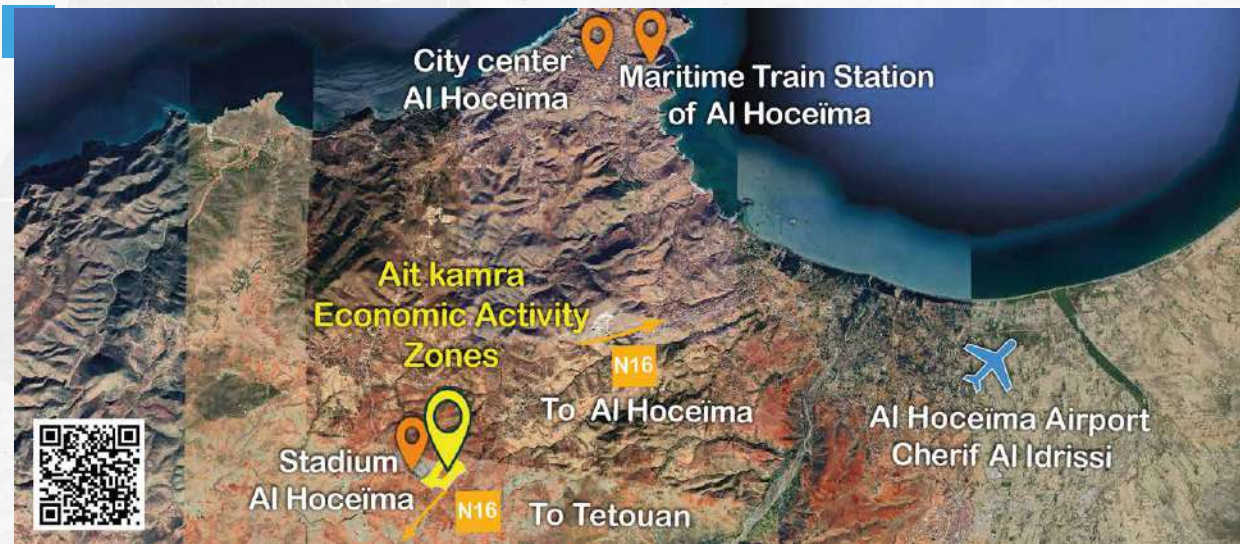 City center
Al Hoceïma
Maritime Train Station
of Al Hoceïma
Ait kamra
Economic Activity
Zones
N16
To Al Hoceïma
Al Hoceïma Airport
Cherif Al Idrissi
Stadium
Al Hoceïma
N16
To Tetouan